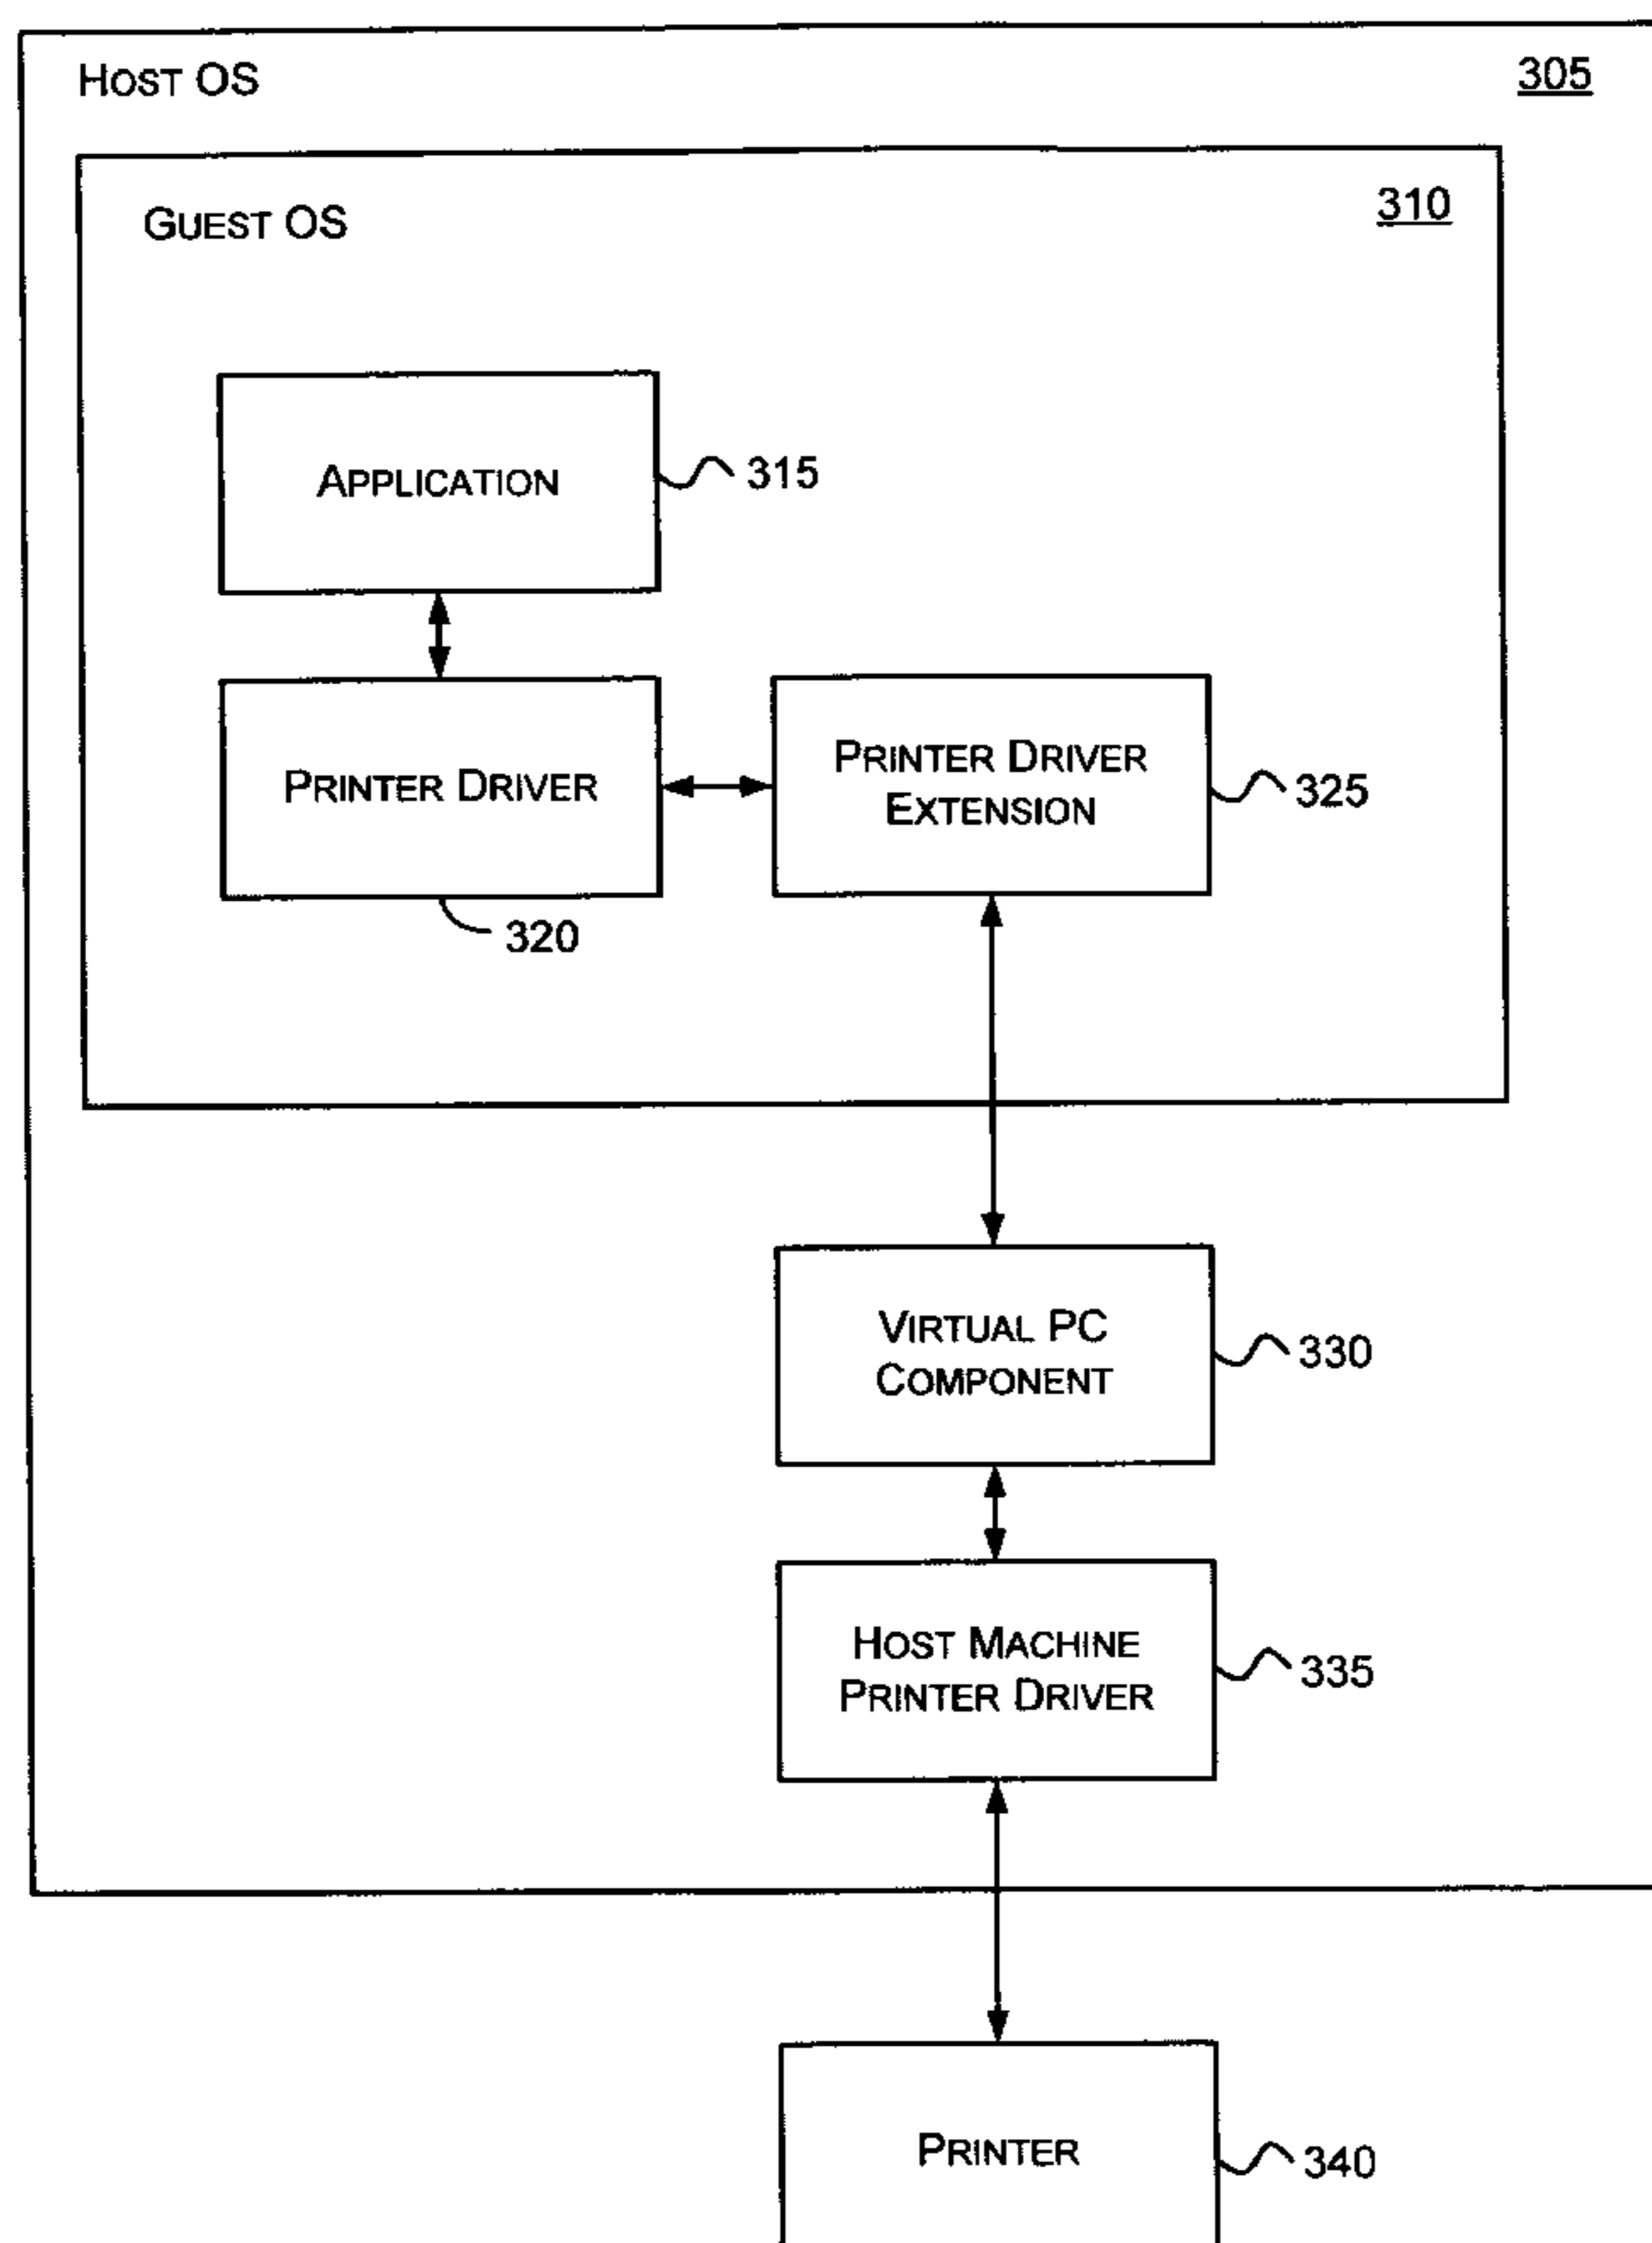 HOST OS 305
GUEST OS 310
APPLICATION 315
PRINTER DRIVER
320
PRINTER DRIVER
EXTENSION
325
VIRTUAL PC
COMPONENT
330
HOST MACHINE
PRINTER DRIVER
335
PRINTER 340